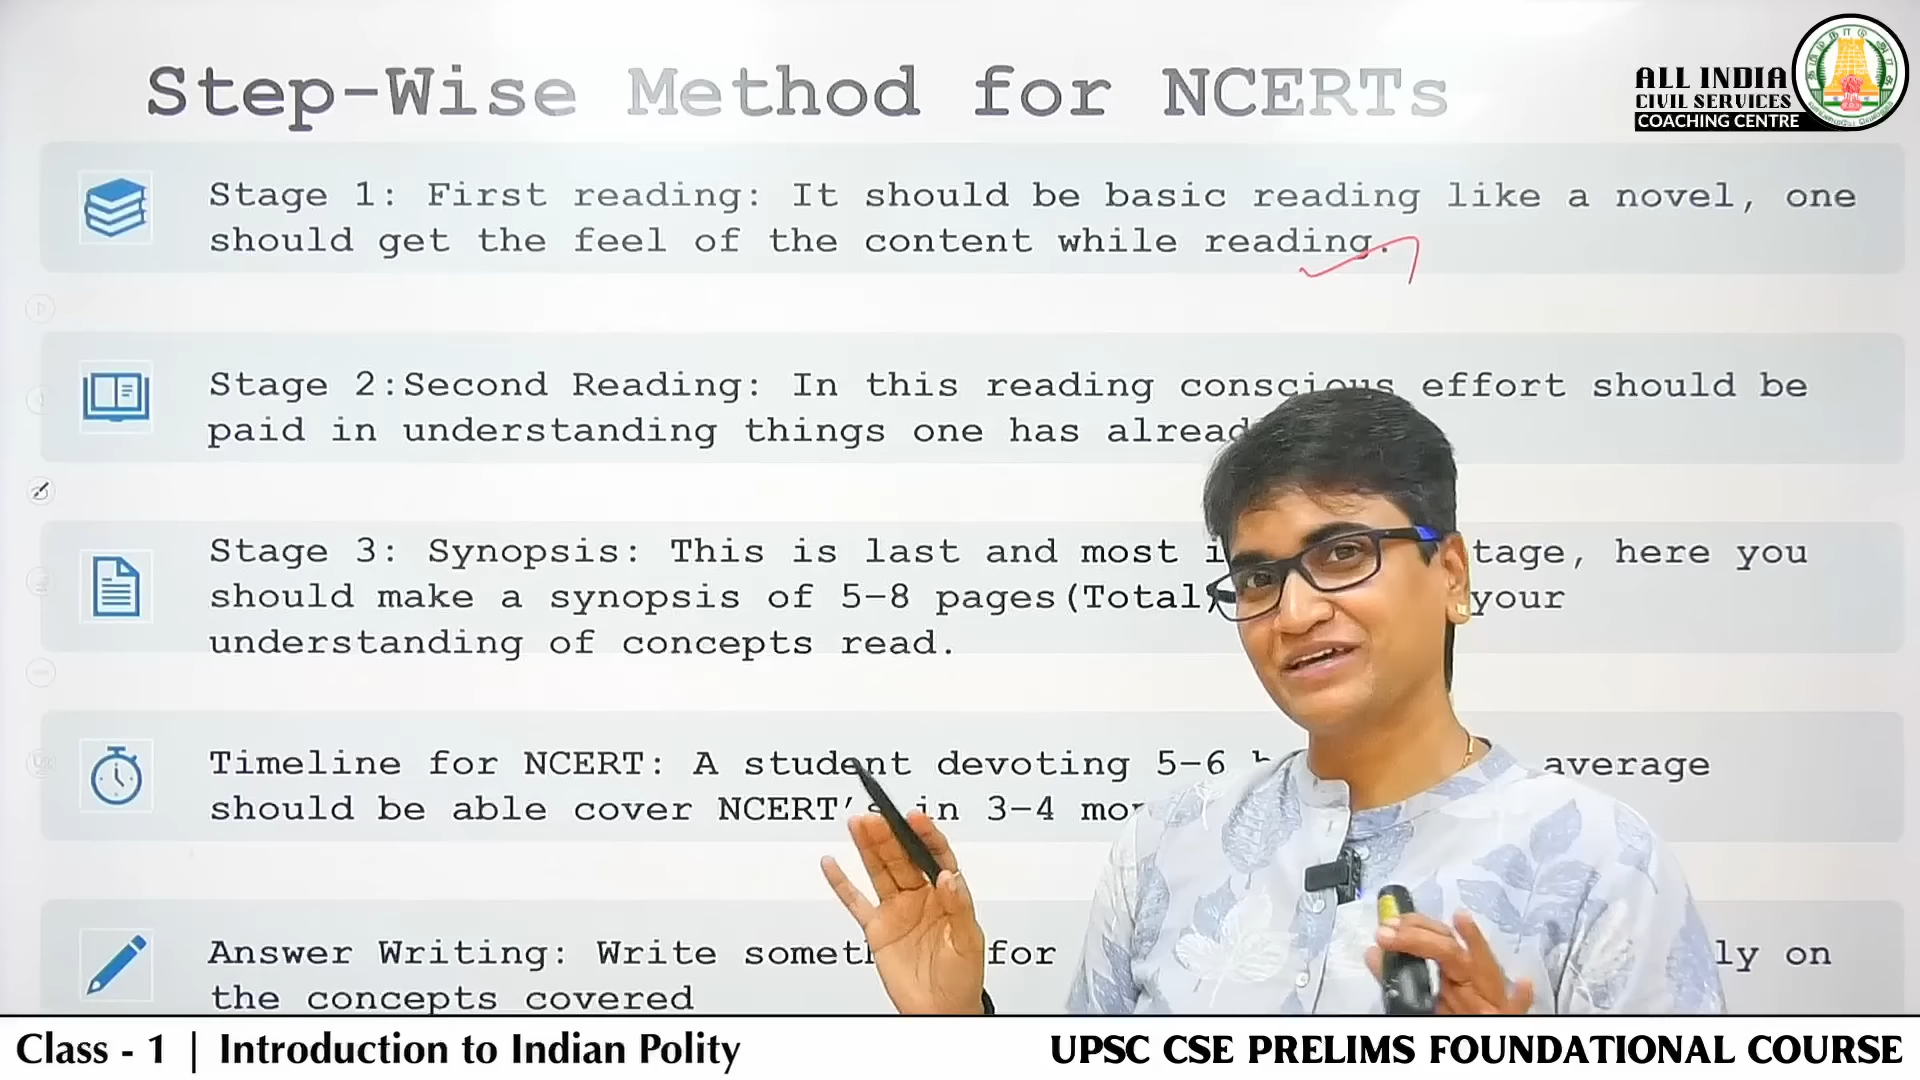 Step-Wise Method for NCERTs
ALL INDIA
CIVIL SERVICES
COACHING CENTRE
Stage 1: First reading: It should be basic reading like a novel, one
should get the feel of the content while reading.
Stage 2:Second Reading: In this reading conscious effort should be
paid in understanding things one has
Stage 3: Synopsis: This is last and most here you
should make a synopsis of 5-8 pages(Total) your
understanding of concepts read.
Timeline for NCERT: A student devoting 5-6 average
should be able cover NCERT's in 3-4
Answer Writing: Write for on
the concepts covered
Class - 1 | Introduction to Indian Polity
UPSC CSE PRELIMS FOUNDATIONAL COURSE